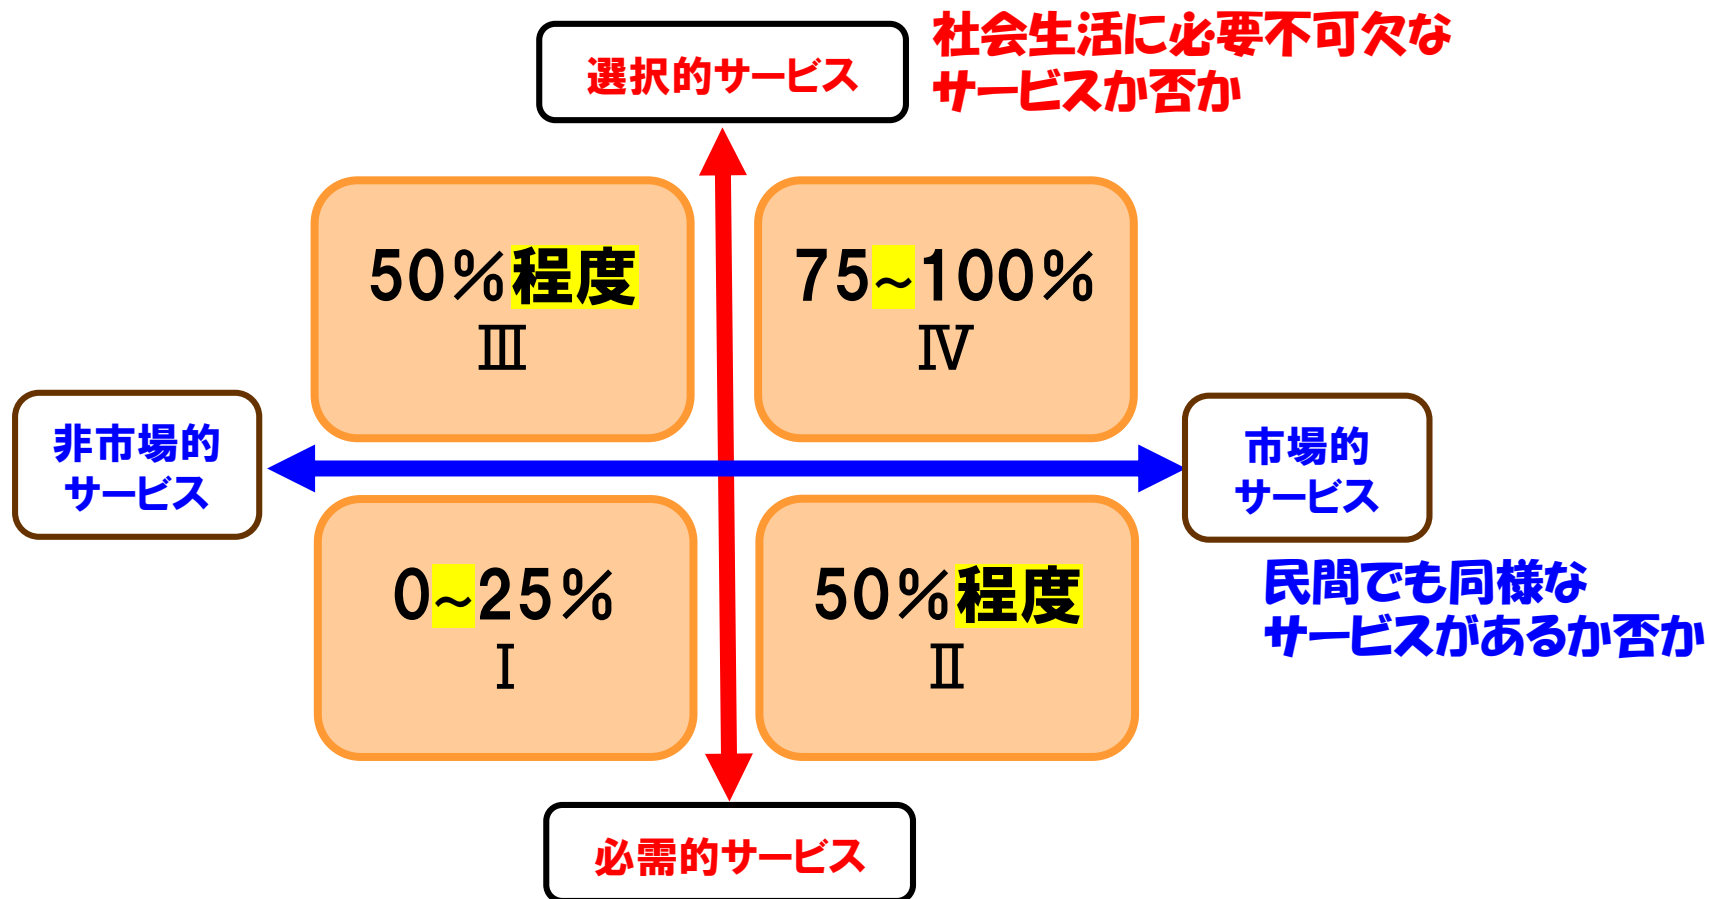 選択的サービス
社会生活に必要不可欠な
サービスか否か
50%程度
Ⅲ
75~100%
Ⅳ
非市場的
サービス
市場的
サービス
0~25%
Ⅰ
50%程度
Ⅱ
民間でも同様な
サービスがあるか否か
必需的サービス